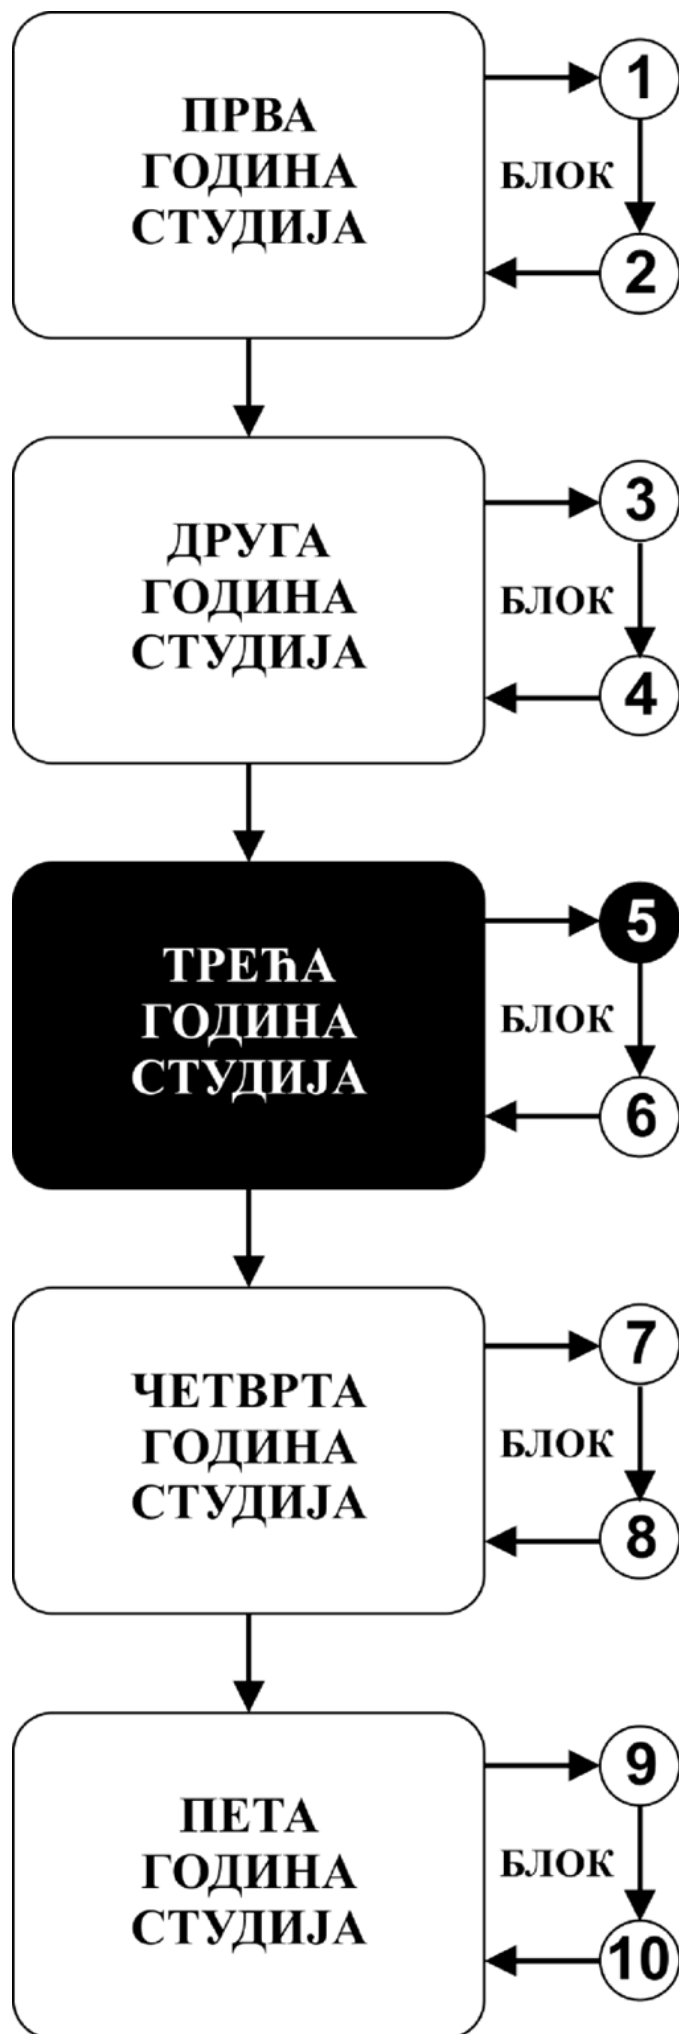 ПРВА
ГОДИНА
СТУДИЈА
1
БЛОК
2
ДРУГА
ГОДИНА
СТУДИЈА
3
БЛОК
4
ТРЕЋА
ГОДИНА
СТУДИЈА
5
БЛОК
6
ЧЕТВРТА
ГОДИНА
СТУДИЈА
7
БЛОК
8
ПЕТА
ГОДИНА
СТУДИЈА
9
БЛОК
10